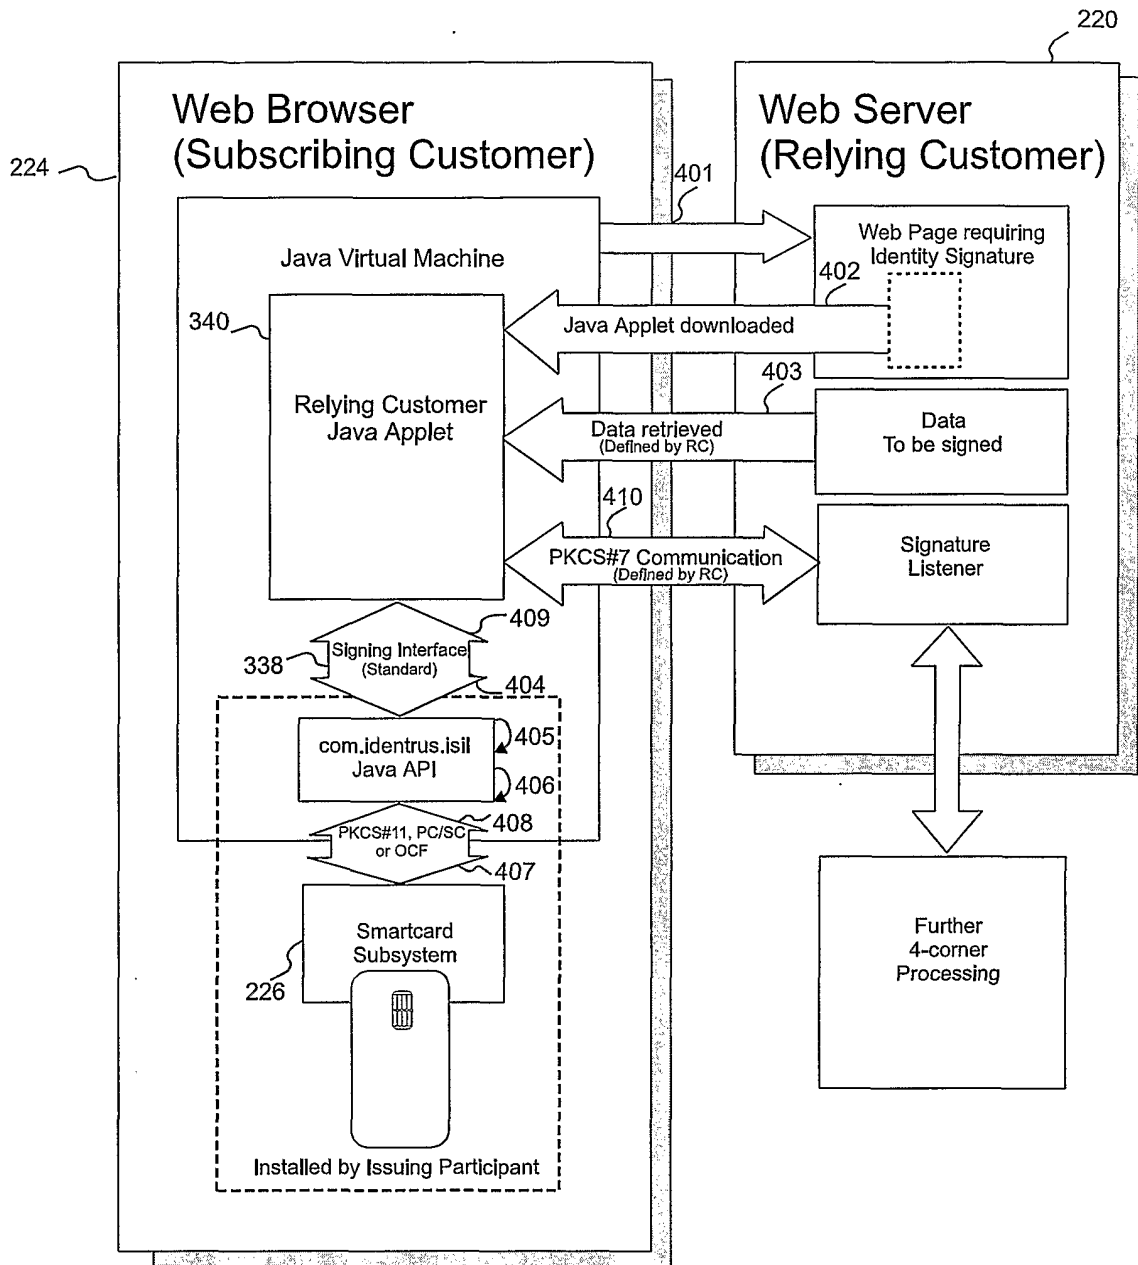 220
Web Browser
(Subscribing Customer)
Web Server
(Relying Customer)
224
401
Web Page requiring
Identity Signature
Java Virtual Machine
402
340
Java Applet downloaded
403
Relying Customer
Java Applet
Data retrieved
(Defined by RC)
Data
To be signed
410
PKCS#7 Communication
(Defined by RC)
Signature
Listener
409
338
Signing Interface
(Standard)
404
com.identrus.isil
Java API
405
406
PKCS#11, PC/SC
or OCF
408
407
Smartcard
Subsystem
226
Further
4-corner
Processing
Installed by Issuing Participant